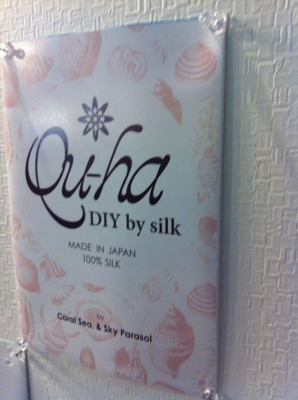 Qu-ha
DIY by silk
MADE IN JAPAN
100% SILK
by
Coral Sea. & Sky Parasol